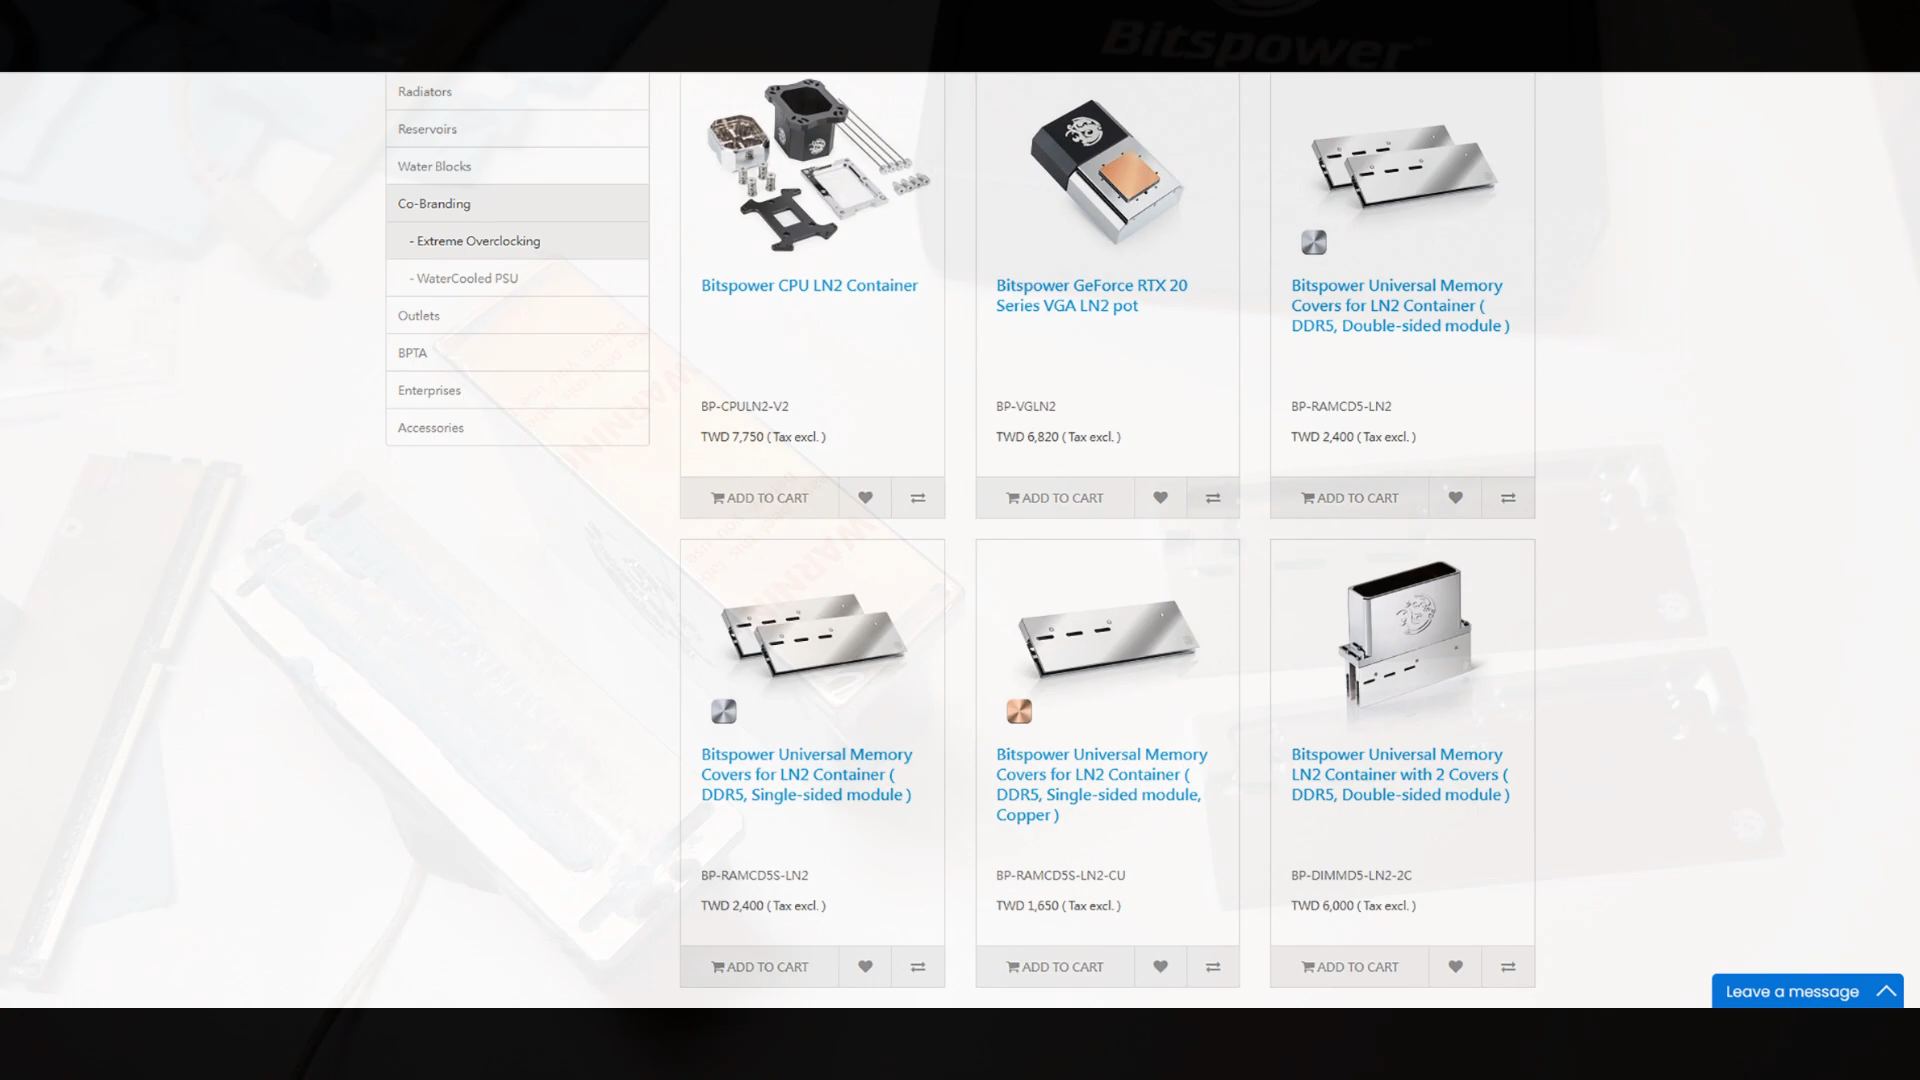 Bitspower
Radiators
Reservoirs
Water Blocks
Co-Branding
- Extreme Overclocking
- WaterCooled PSU
Outlets
BPTA
Enterprises
Accessories
Bitspower CPU LN2 Container
BP-CPULN2-V2
TWD 7,750 ( Tax excl. )
ADD TO CART
Bitspower GeForce RTX 20
Series VGA LN2 pot
BP-VGLN2
TWD 6,820 ( Tax excl. )
ADD TO CART
Bitspower Universal Memory
Covers for LN2 Container (
DDR5, Double-sided module )
BP-RAMCD5-LN2
TWD 2,400 ( Tax excl. )
ADD TO CART
Bitspower Universal Memory
Covers for LN2 Container (
DDR5, Single-sided module )
BP-RAMCD5S-LN2
TWD 2,400 ( Tax excl. )
ADD TO CART
Bitspower Universal Memory
Covers for LN2 Container (
DDR5, Single-sided module,
Copper )
BP-RAMCD5S-LN2-CU
TWD 1,650 ( Tax excl. )
ADD TO CART
Bitspower Universal Memory
LN2 Container with 2 Covers (
DDR5, Double-sided module )
BP-DIMMD5-LN2-2C
TWD 6,000 ( Tax excl. )
ADD TO CART
Leave a message